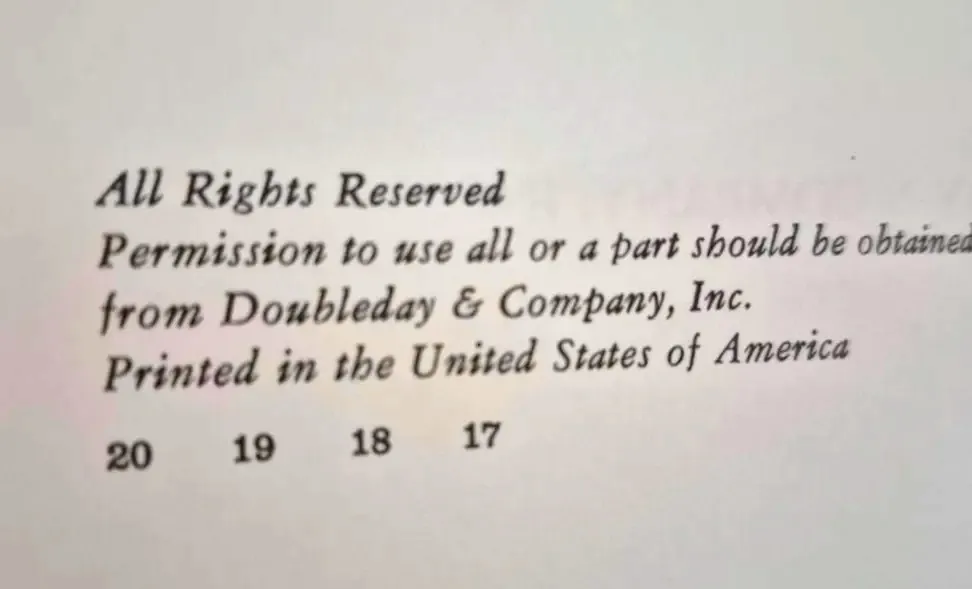 All Rights Reserved
Permission to use all or a part should be obtained
from Doubleday & Company, Inc.
Printed in the United States of America
20 19 18 17